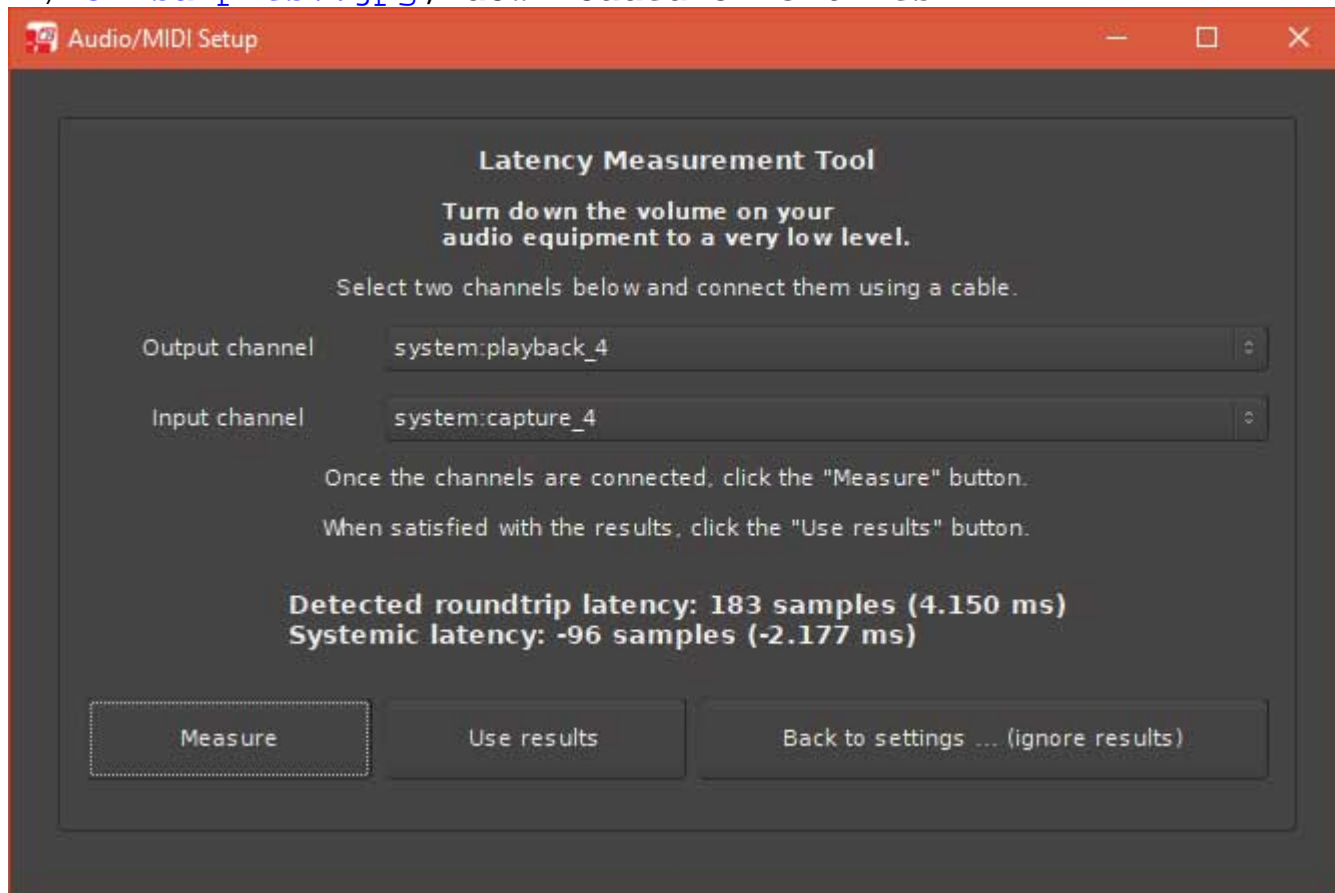 Audio/MIDI Setup
Latency Measurement Tool
Turn down the volume on your
audio equipment to a very low level.
Select two channels below and connect them using a cable.
Output channel system:playback_4
Input channel system:capture_4
Once the channels are connected, click the "Measure" button.
When satisfied with the results, click the "Use results" button.
Detected roundtrip latency: 183 samples (4.150 ms)
Systemic latency: -96 samples (-2.177 ms)
Measure Use results Back to settings ... (ignore results)